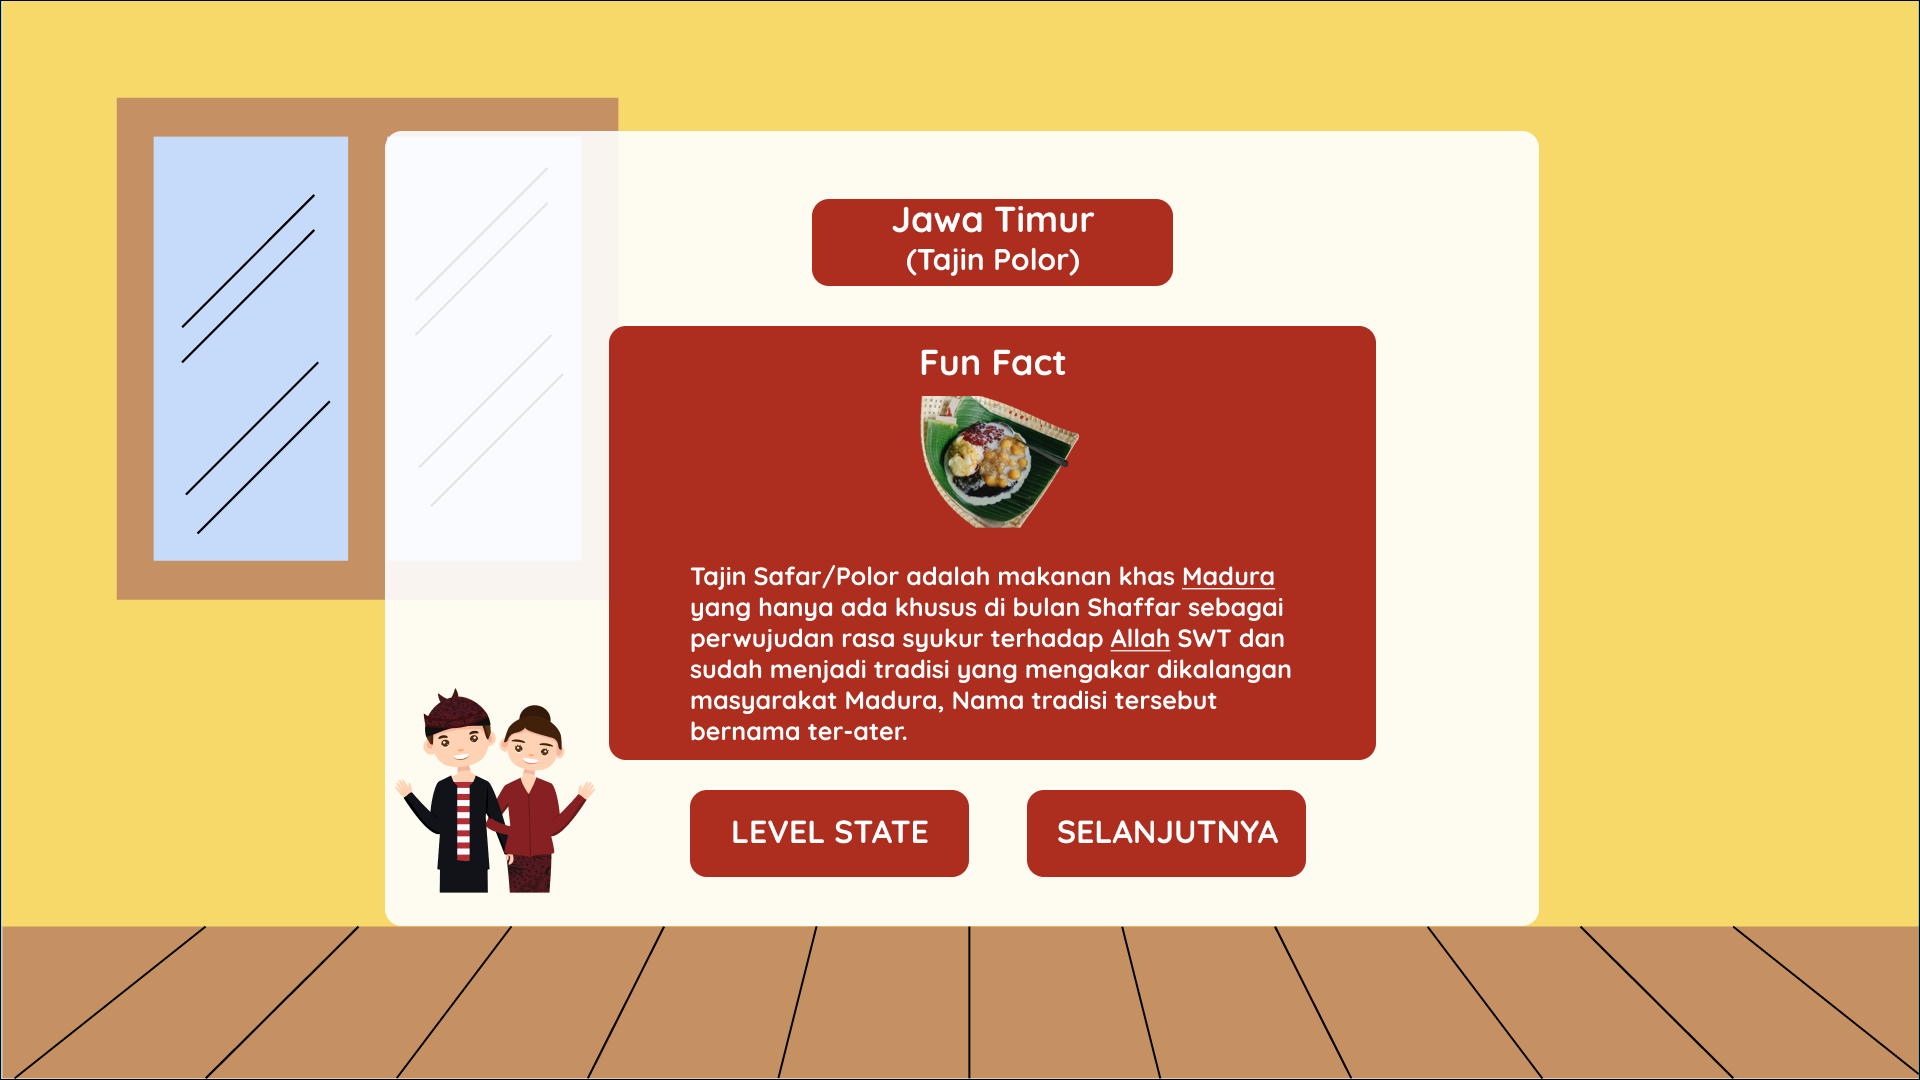 Jawa Timur
(Tajin Polor)
Fun Fact
Tajin Safar/Polor adalah makanan khas Madura
yang hanya ada khusus di bulan Shaffar sebagai
perwujudan rasa syukur terhadap Allah SWT dan
sudah menjadi tradisi yang mengakar dikalangan
masyarakat Madura, Nama tradisi tersebut
bernama ter-ater.
LEVEL STATE
SELANJUTNYA